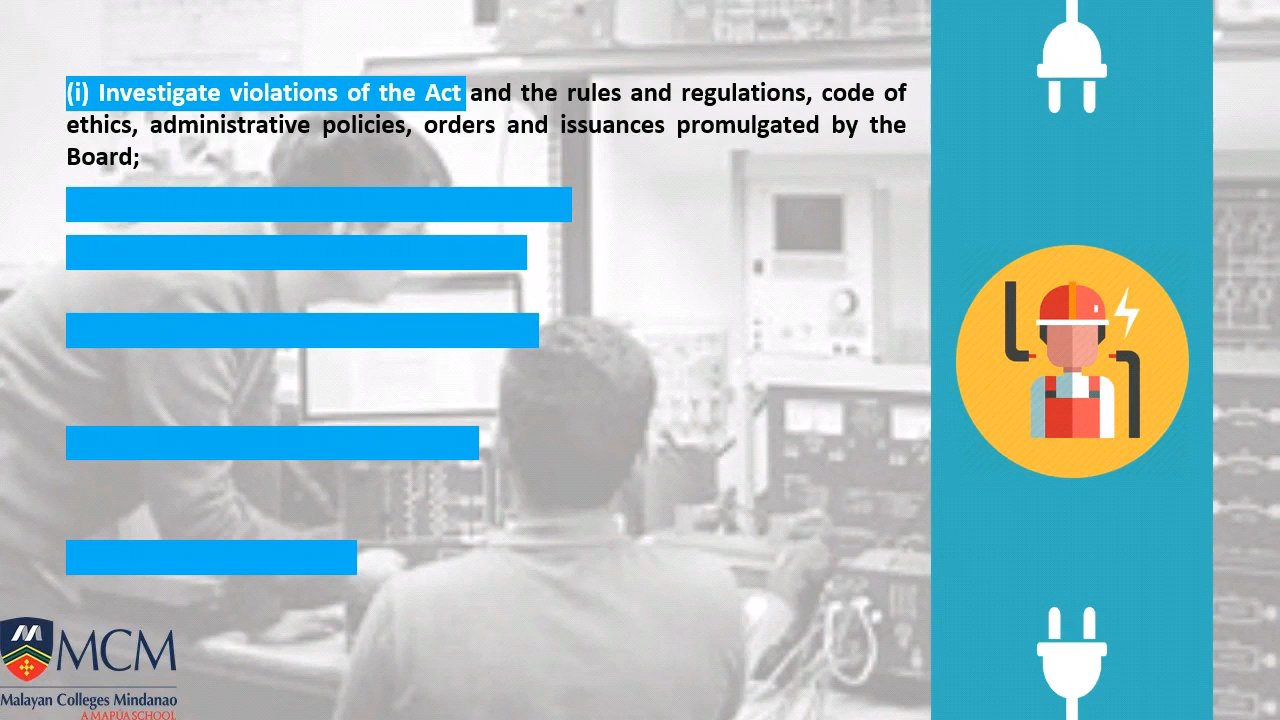 (i) Investigate violations of the Act and the rules and regulations, code of
ethics, administrative policies, orders and issuances promulgated by the
Board;
MCM
Malayan Colleges Mindanao
A MAPÚA SCHOOL